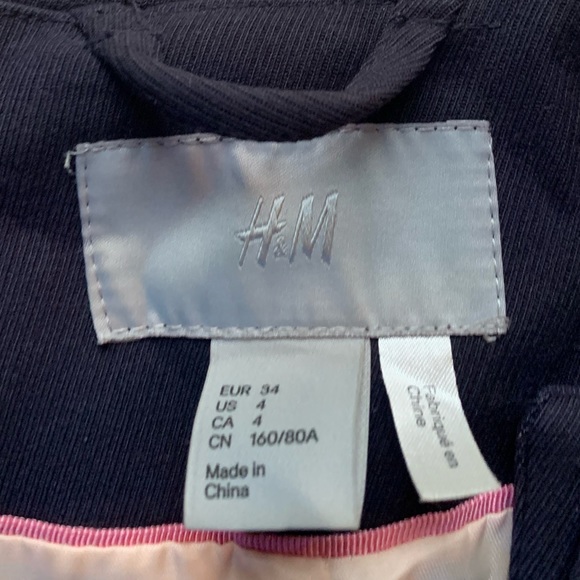 H&M
EUR 34
US 4
CA 4
CN 160/80A
Made in
China
Fabriqué en
Chine